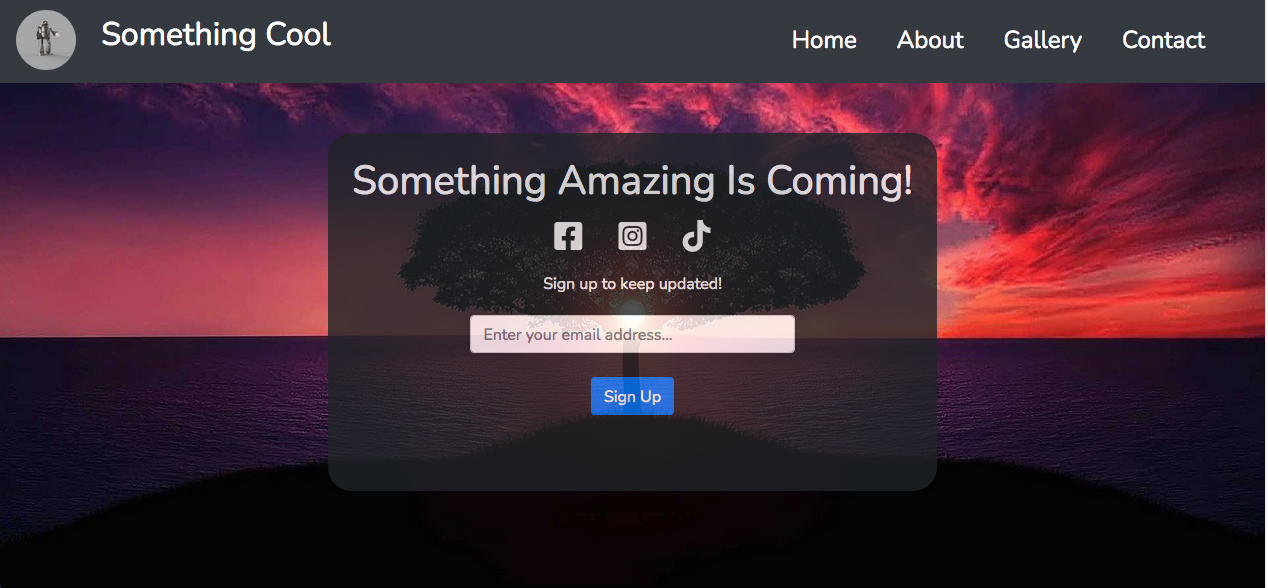 Something Cool
Home About Gallery Contact
Something Amazing Is Coming!
Sign up to keep updated!
Enter your email address...
Sign Up